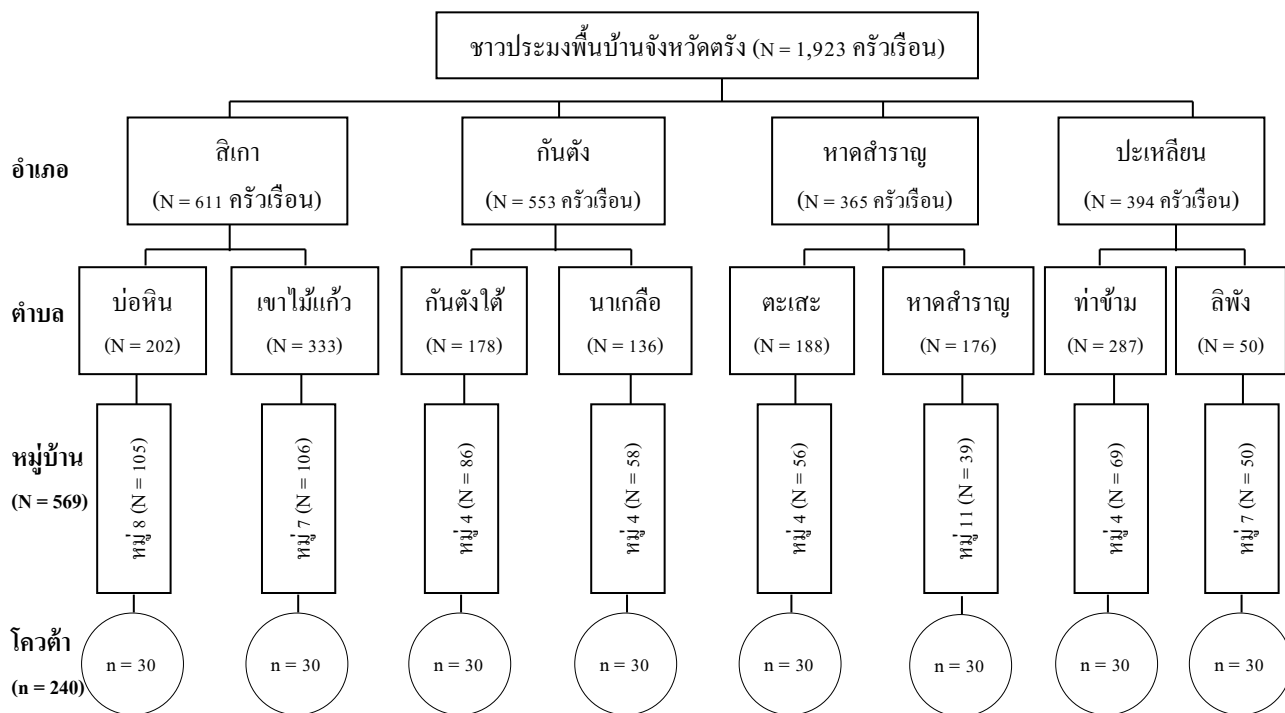 ชาวประมงพื้นบ้านจังหวัดตรัง (N = 1,923 ครัวเรือน)
อำเภอ
สิเกา
(N = 611 ครัวเรือน)
กันตัง
(N = 553 ครัวเรือน)
หาดสำราญ
(N = 365 ครัวเรือน)
ปะเหลียน
(N = 394 ครัวเรือน)
ตำบล
บ่อหิน
(N = 202)
เขาไม้แก้ว
(N = 333)
กันตังใต้
(N = 178)
นาเกลือ
(N = 136)
ตะเสะ
(N = 188)
หาดสำราญ
(N = 176)
ท่าข้าม
(N = 287)
ลิพัง
(N = 50)
หมู่บ้าน
(N = 569)
หมู่ 8 (N = 105)
หมู่ 7 (N = 106)
หมู่ 4 (N = 86)
หมู่ 4 (N = 58)
หมู่ 4 (N = 56)
หมู่ 11 (N = 39)
หมู่ 4 (N = 69)
หมู่ 7 (N = 50)
โควต้า
(n = 240)
n = 30
n = 30
n = 30
n = 30
n = 30
n = 30
n = 30
n = 30